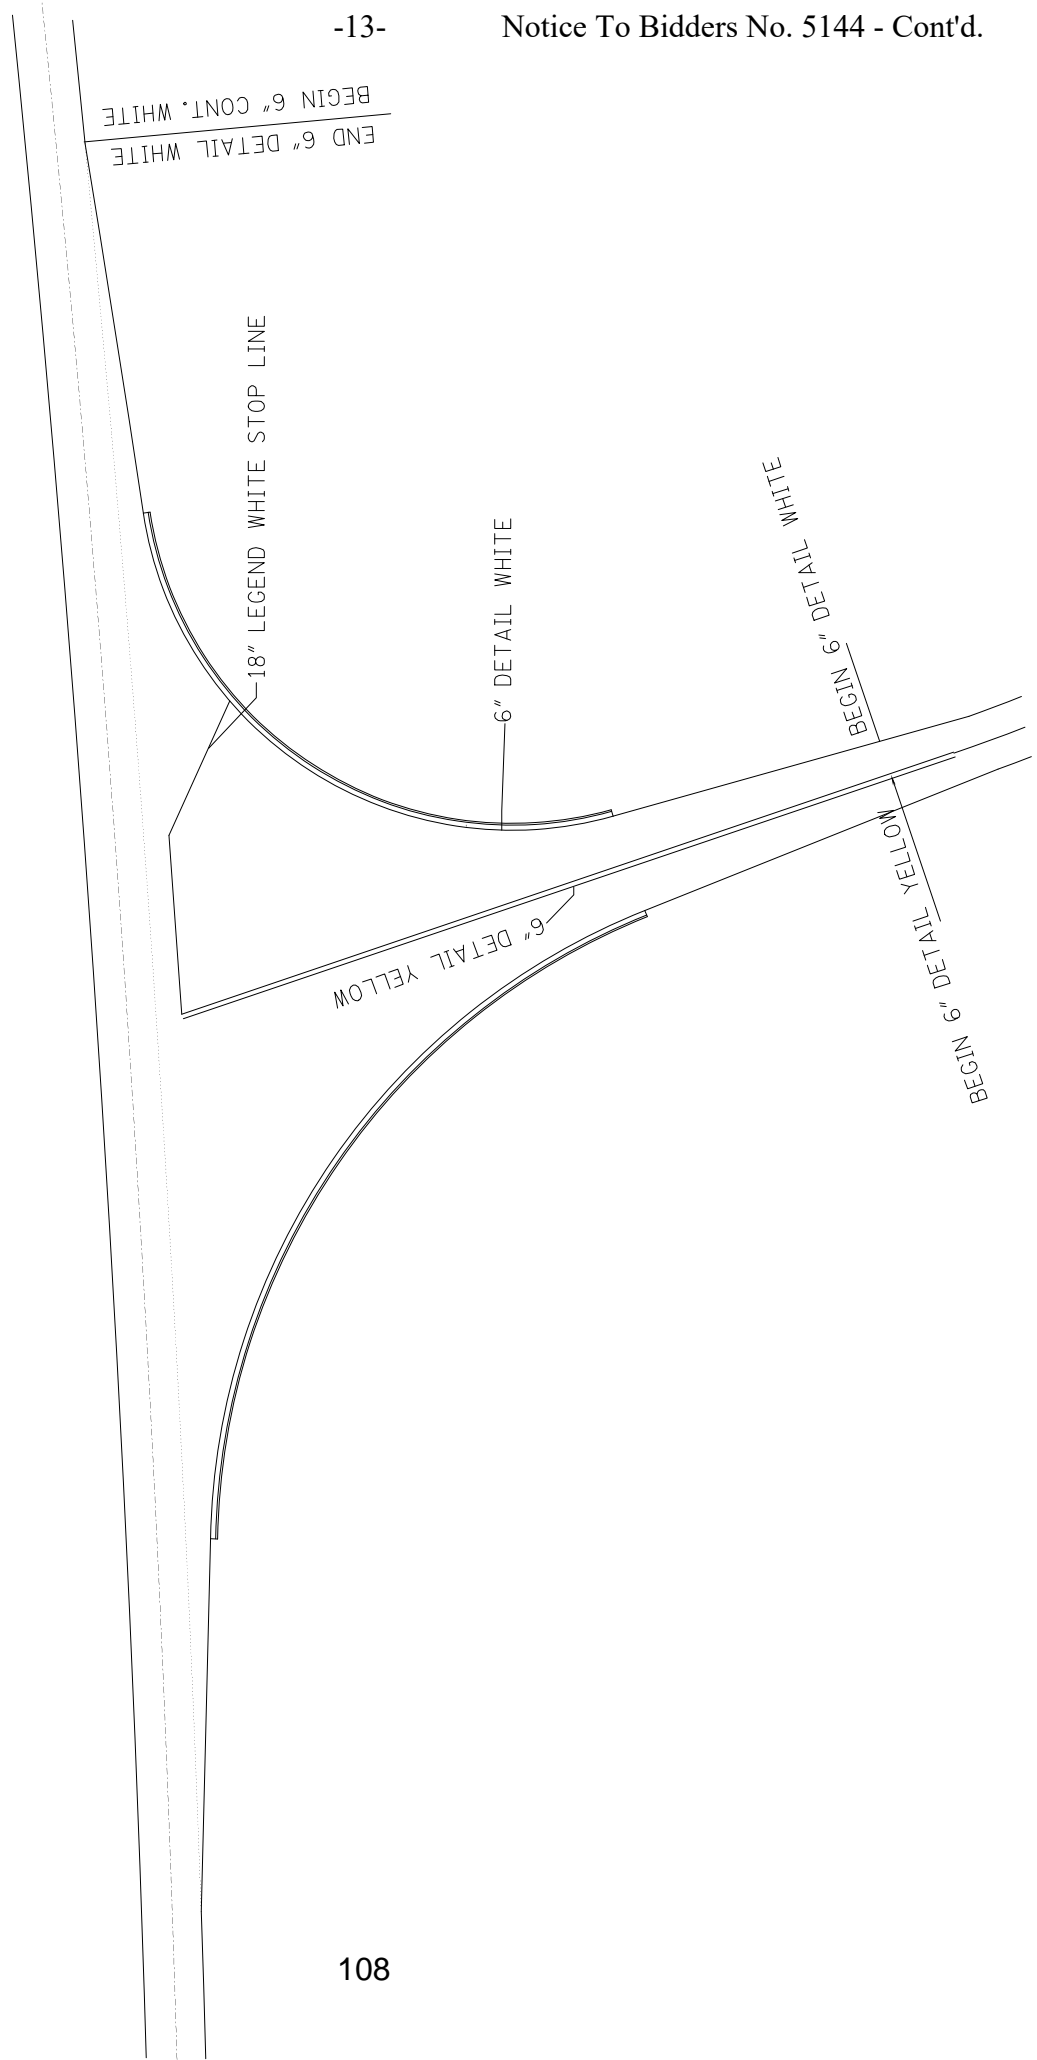 -13- Notice To Bidders No. 5144 - Cont'd.
BEGIN 6" CONT. WHITE
END 6" DETAIL WHITE
18" LEGEND WHITE STOP LINE
6" DETAIL WHITE
BEGIN 6" DETAIL WHITE
6" DETAIL YELLOW
BEGIN 6" DETAIL YELLOW
108